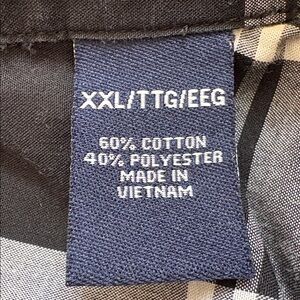 XXL/TTG/EEG
60% COTTON
40% POLYESTER
MADE IN
VIETNAM